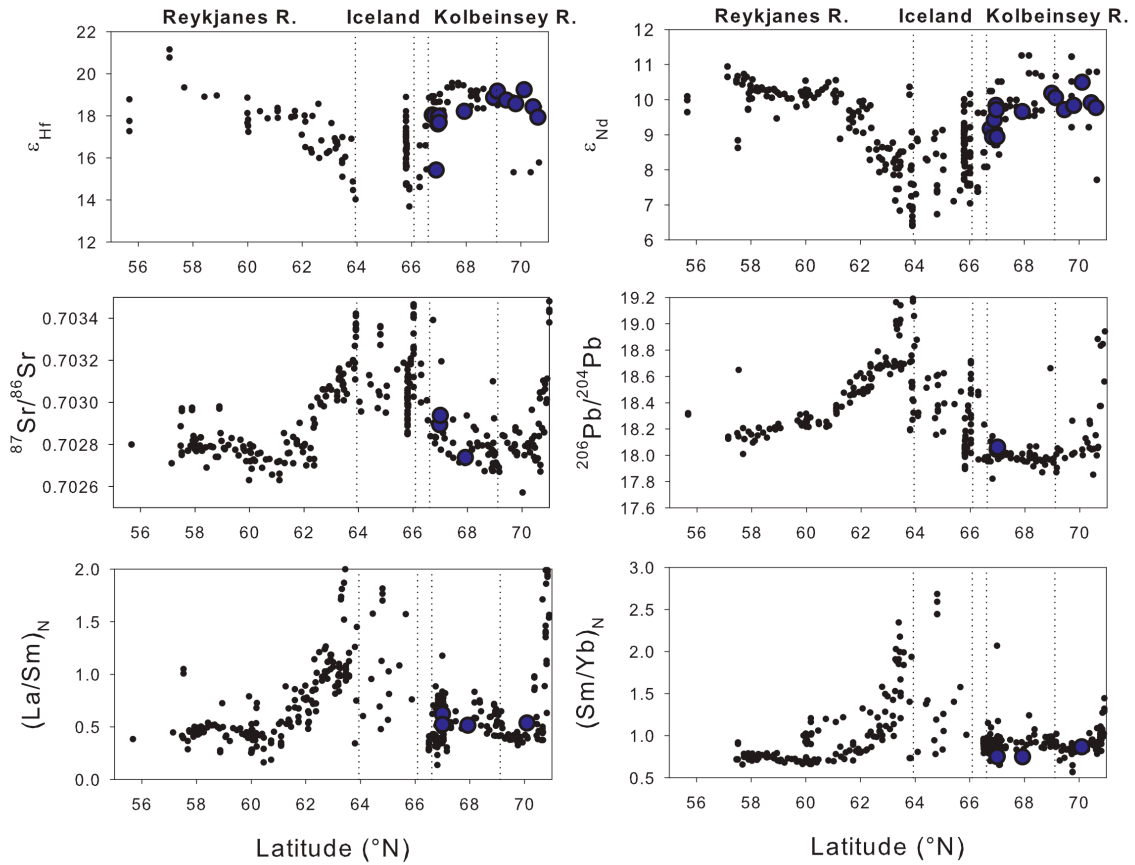 Reykjanes R. Iceland Kolbeinsey R. Reykjanes R. Iceland Kolbeinsey R.
22
20
18
16
14
12
εHf
56 58 60 62 64 66 68 70
12
11
10
9
8
7
6
εNd
56 58 60 62 64 66 68 70
0.7034
0.7033
0.7032
0.7030
0.7028
0.7026
87Sr/86Sr
56 58 60 62 64 66 68 70
19.2
19.0
18.8
18.6
18.4
18.2
18.0
17.8
17.6
206Pb/204Pb
56 58 60 62 64 66 68 70
2.0
1.5
1.0
0.5
0.0
(La/Sm)N
56 58 60 62 64 66 68 70
Latitude (°N)
3.0
2.5
2.0
1.5
1.0
0.5
(Sm/Yb)N
56 58 60 62 64 66 68 70
Latitude (°N)